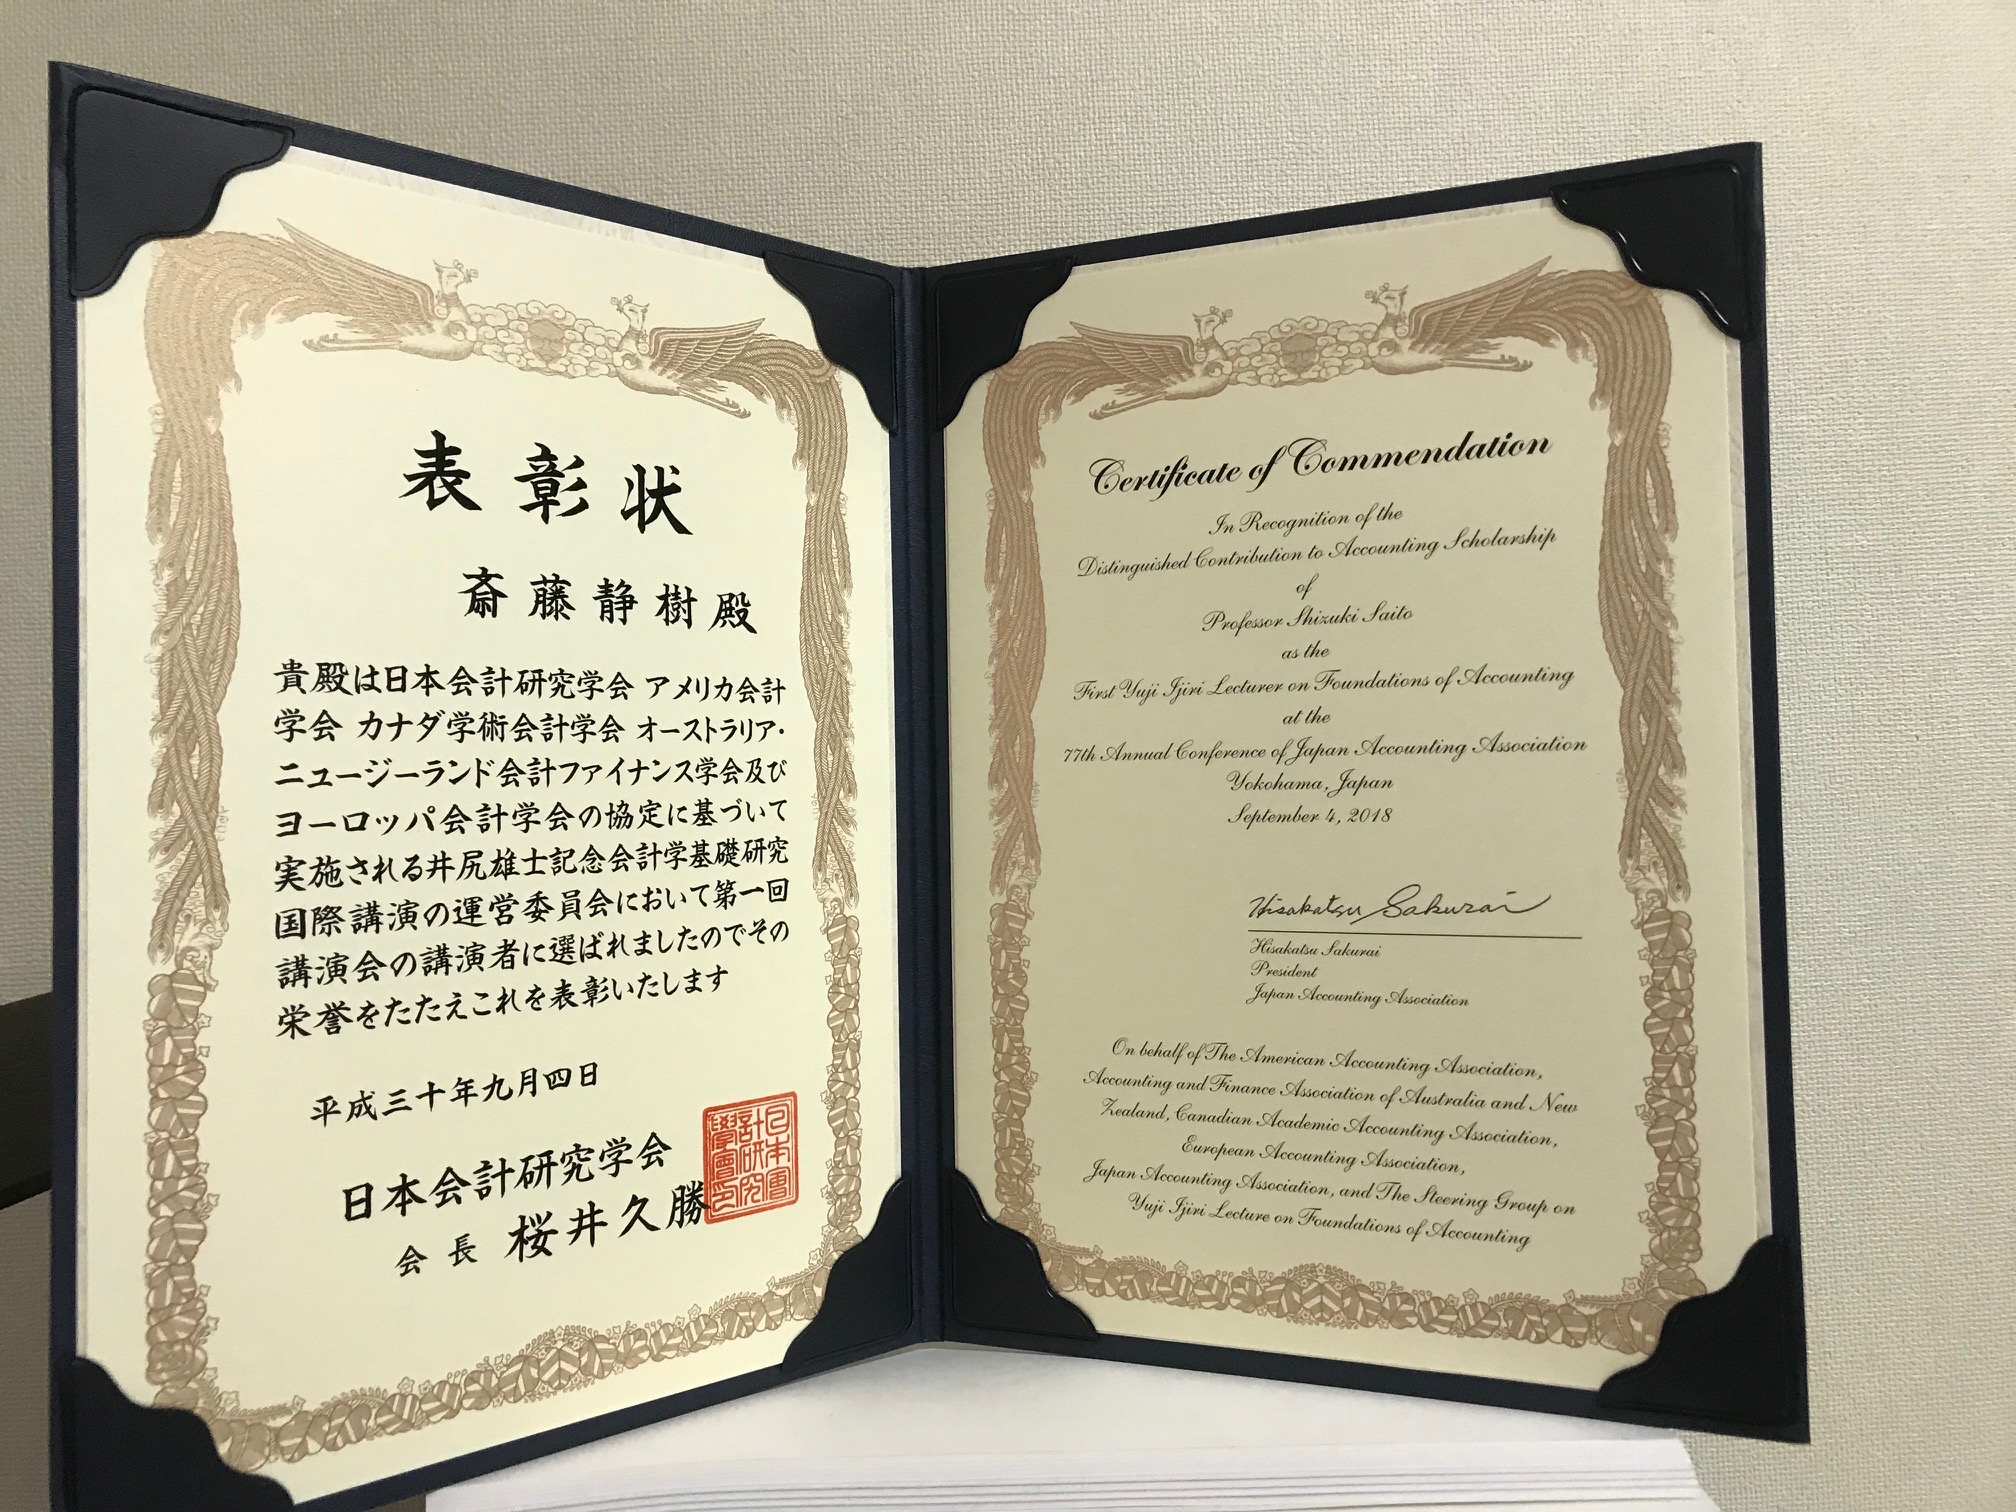 表彰状
斎藤静樹殿
貴殿は日本会計研究学会 アメリカ会計
学会 カナダ学術会計学会 オーストラリア・
ニュージーランド会計ファイナンス学会及び
ヨーロッパ会計学会の協定に基づいて
実施される井尻雄士記念会計学基礎研究
国際講演の運営委員会において第一回
講演会の講演者に選ばれましたのでその
栄誉をたたえこれを表彰いたします
平成三十年九月四日
日本会計研究学会
会長 桜井久勝
日本會
計研究
學會印
Certificate of Commendation
In Recognition of the
Distinguished Contribution to Accounting Scholarship
of
Professor Shizuki Saito
as the
First Yuji Ijiri Lecturer on Foundations of Accounting
at the
77th Annual Conference of Japan Accounting Association
Yokohama, Japan
September 4, 2018
Hisakatsu Sakurai
Hisakatsu Sakurai
President
Japan Accounting Association
On behalf of The American Accounting Association,
Accounting and Finance Association of Australia and New
Zealand, Canadian Academic Accounting Association,
European Accounting Association,
Japan Accounting Association, and The Steering Group on
Yuji Ijiri Lecture on Foundations of Accounting